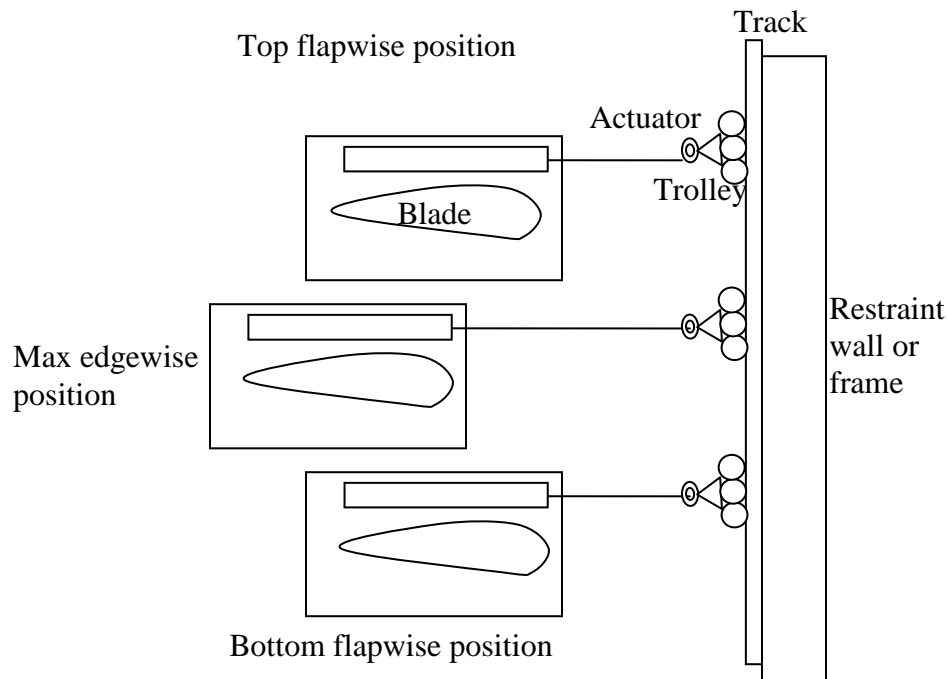 Track
Top flapwise position
Actuator
Trolley
Blade
Restraint
wall or
frame
Max edgewise
position
Bottom flapwise position